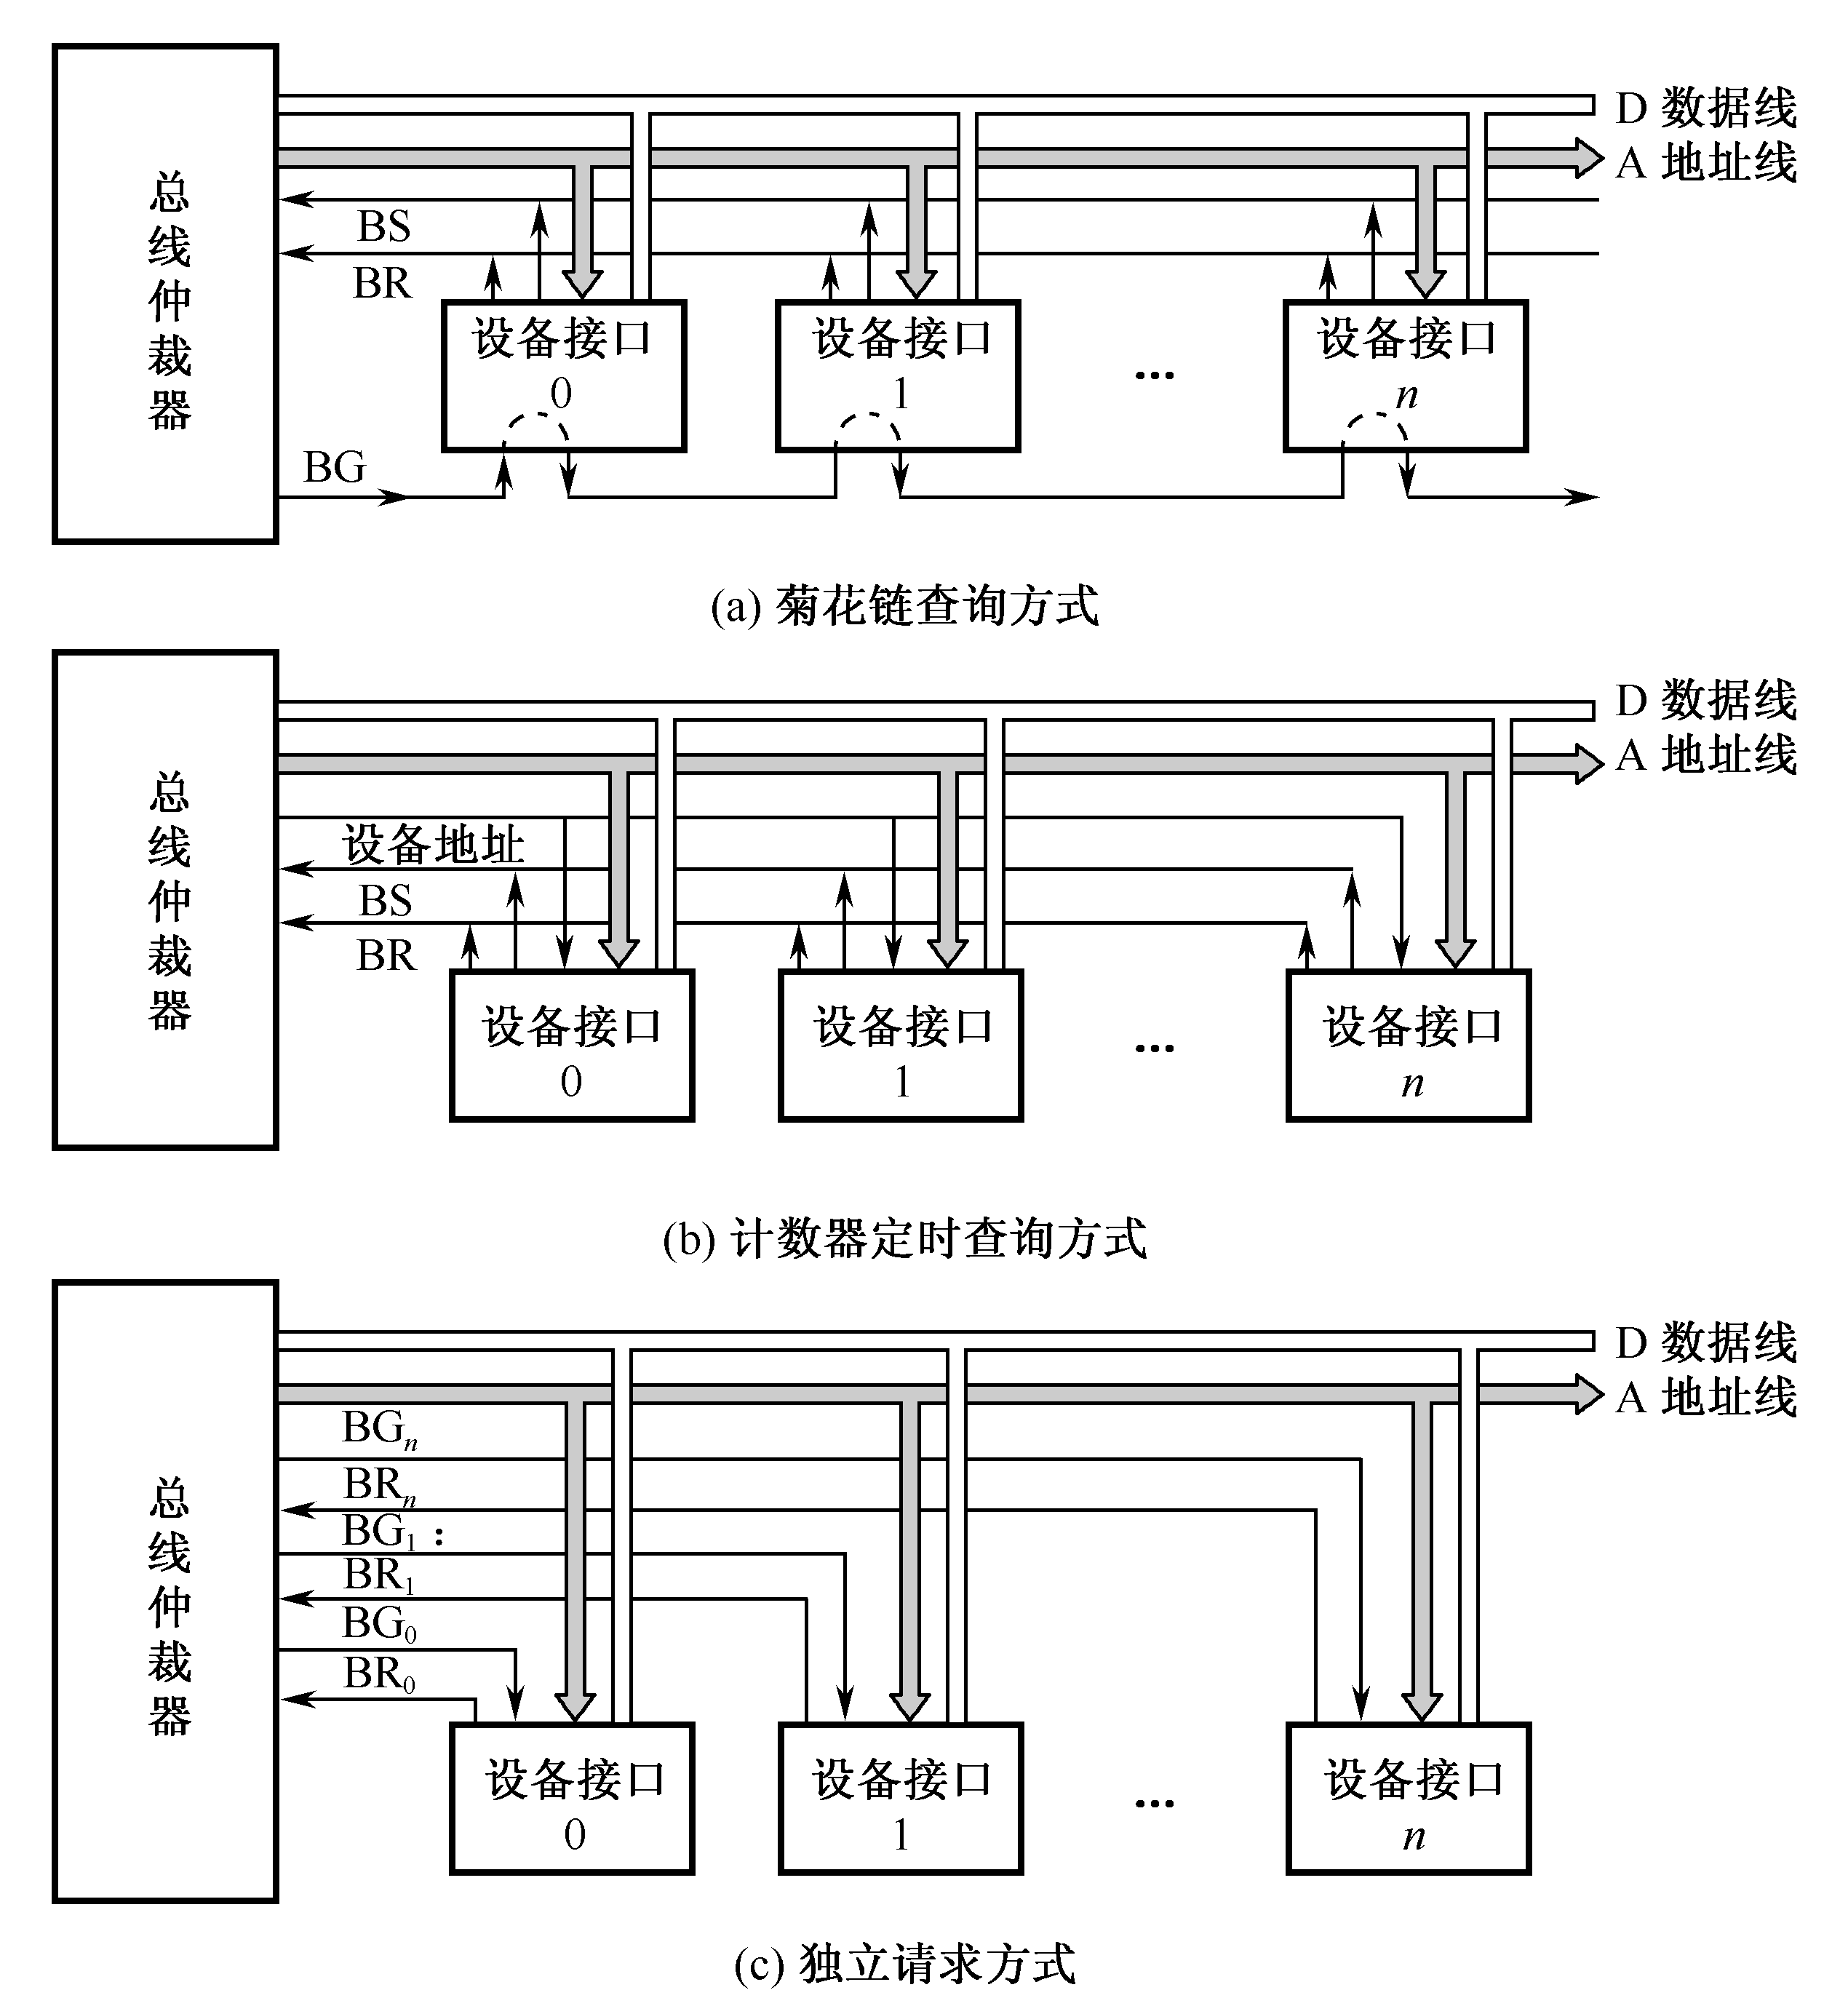 D 数据线
A 地址线
BS
BR
总线仲裁器
设备接口 设备接口 设备接口
0 1 … n
BG
(a) 菊花链查询方式
D 数据线
A 地址线
设备地址
BS
BR
总线仲裁器
设备接口 设备接口 设备接口
0 1 … n
(b) 计数器定时查询方式
D 数据线
A 地址线
BGn
BRn
BG1 :
BR1
BG0
BR0
总线仲裁器
设备接口 设备接口 设备接口
0 1 … n
(c) 独立请求方式